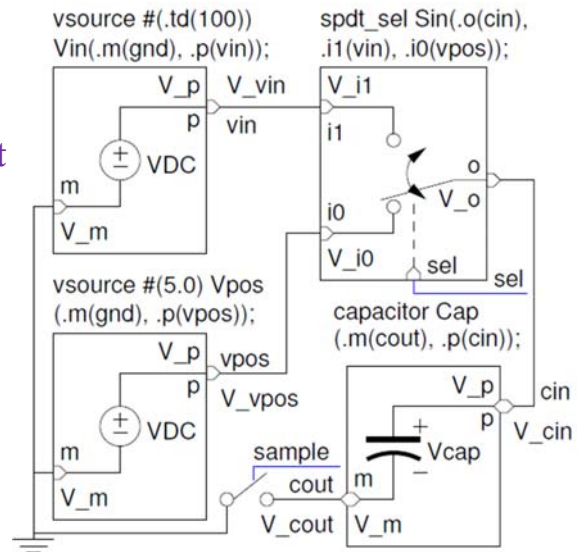 vsource #(.td(100))
Vin(.m(gnd), .p(vin));
spdt_sel Sin(.o(cin),
.i1(vin), .i0(vpos));
V_p
p
V_vin
vin
V_i1
i1
t
VDC
m
V_m
o
V_o
i0
V_i0
sel
sel
vsource #(5.0) Vpos
(.m(gnd), .p(vpos));
capacitor Cap
(.m(cout), .p(cin));
V_p
p
vpos
V_vpos
VDC
m
V_m
V_p
p
cin
V_cin
Vcap
sample
cout
m
V_cout
V_m